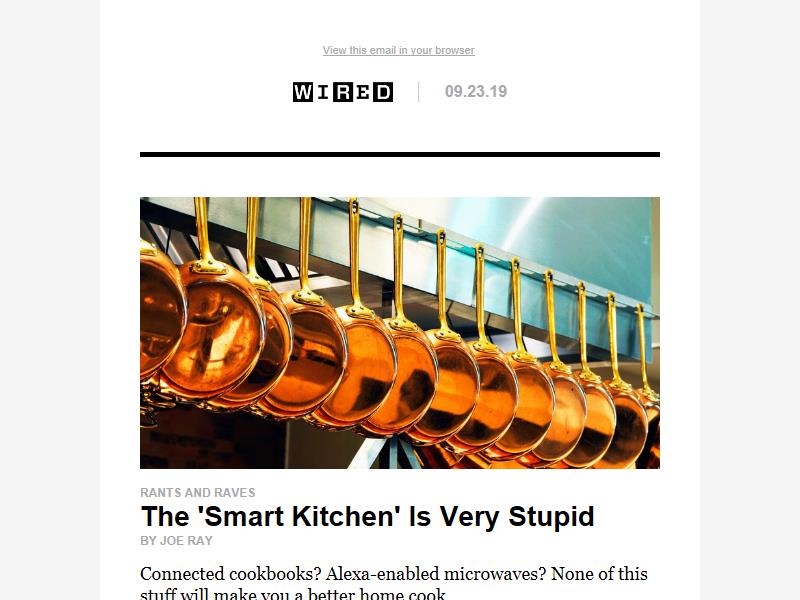 View this email in your browser
WIRED | 09.23.19
RANTS AND RAVES
The 'Smart Kitchen' Is Very Stupid
BY JOE RAY
Connected cookbooks? Alexa-enabled microwaves? None of this
stuff will make you a better home cook